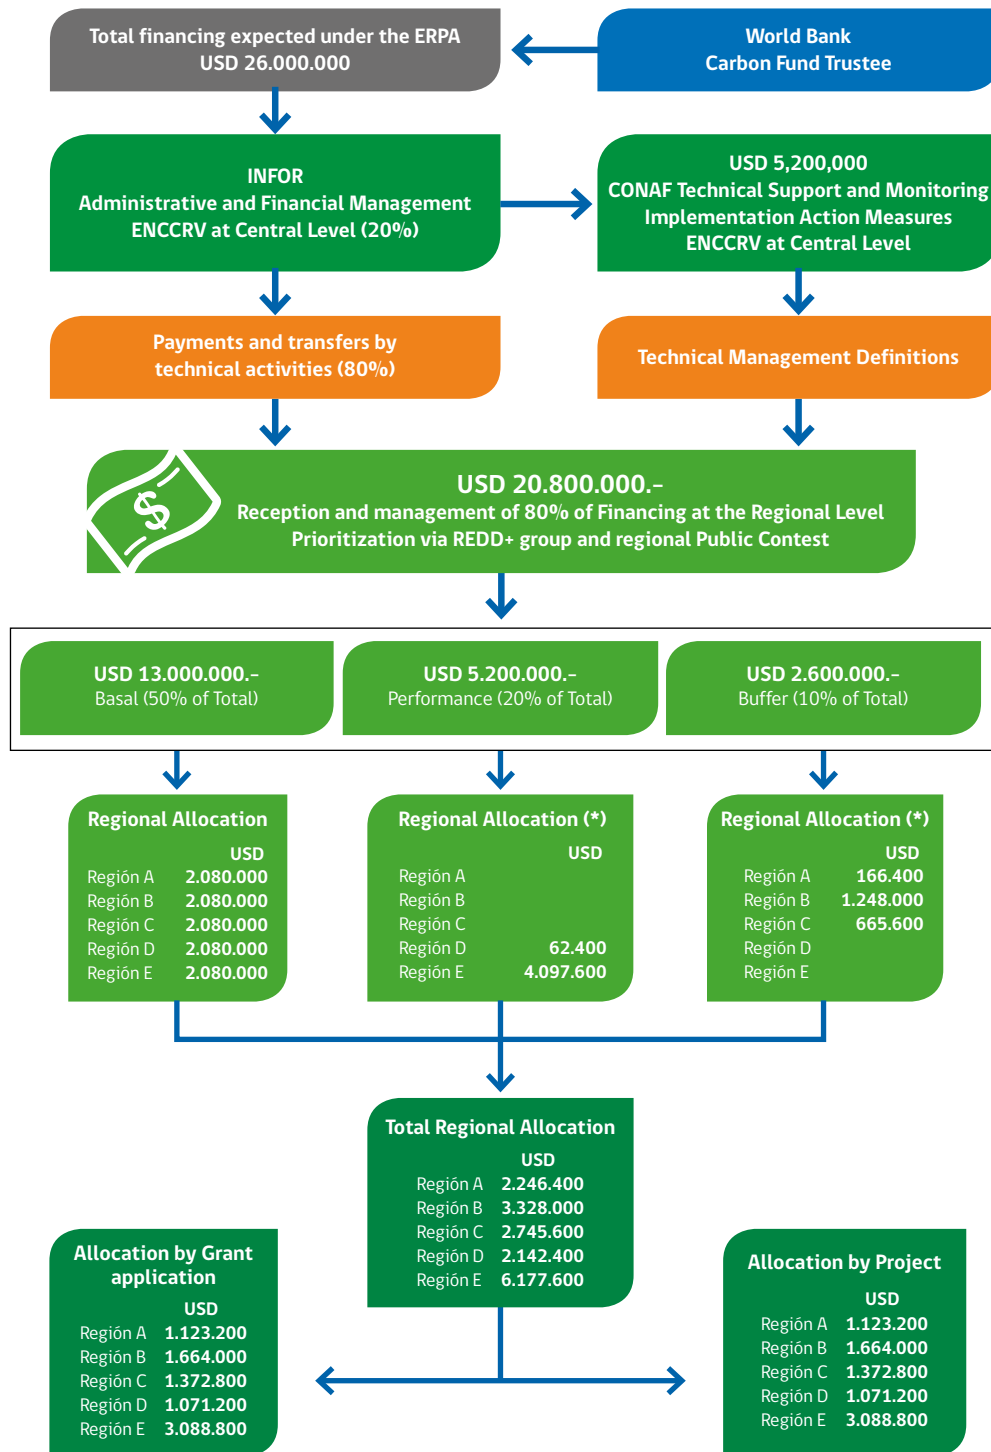 Total financing expected under the ERPA
USD 26.000.000
World Bank
Carbon Fund Trustee
INFOR
Administrative and Financial Management
ENCCRV at Central Level (20%)
USD 5,200,000
CONAF Technical Support and Monitoring
Implementation Action Measures
ENCCRV at Central Level
Payments and transfers by
technical activities (80%)
Technical Management Definitions
$
USD 20.800.000.-
Reception and management of 80% of Financing at the Regional Level
Prioritization via REDD+ group and regional Public Contest
USD 13.000.000.-
Basal (50% of Total)
USD 5.200.000.-
Performance (20% of Total)
USD 2.600.000.-
Buffer (10% of Total)
Regional Allocation
USD
Región A 2.080.000
Región B 2.080.000
Región C 2.080.000
Región D 2.080.000
Región E 2.080.000
Regional Allocation (*)
USD
Región A
Región B
Región C
Región D 62.400
Región E 4.097.600
Regional Allocation (*)
USD
Región A 166.400
Región B 1.248.000
Región C 665.600
Región D
Región E
Total Regional Allocation
USD
Región A 2.246.400
Región B 3.328.000
Región C 2.745.600
Región D 2.142.400
Región E 6.177.600
Allocation by Grant
application
USD
Región A 1.123.200
Región B 1.664.000
Región C 1.372.800
Región D 1.071.200
Región E 3.088.800
Allocation by Project
USD
Región A 1.123.200
Región B 1.664.000
Región C 1.372.800
Región D 1.071.200
Región E 3.088.800